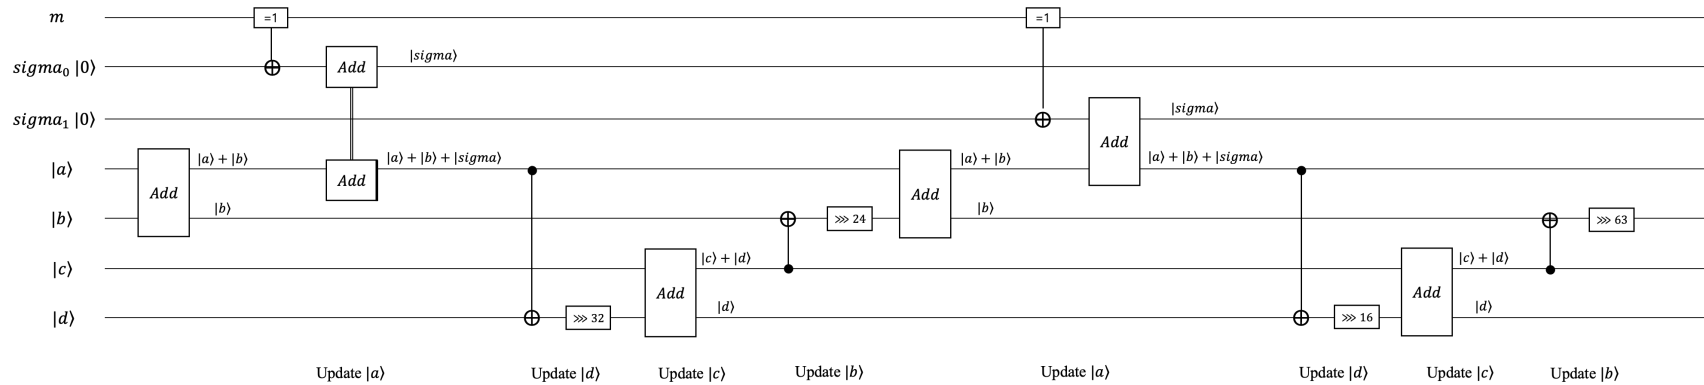 m =1 =1
sigma₀ |0⟩ Add |sigma⟩
sigma₁ |0⟩ Add |sigma⟩
|a⟩ Add |a⟩ + |b⟩ Add |a⟩ + |b⟩ + |sigma⟩ Add |a⟩ + |b⟩ |a⟩ + |b⟩ + |sigma⟩
|b⟩ |b⟩ ⋙ 24 |b⟩ ⋙ 63
|c⟩ Add |c⟩ + |d⟩ Add |c⟩ + |d⟩
|d⟩ ⋙ 32 |d⟩ ⋙ 16 |d⟩
Update |a⟩ Update |d⟩ Update |c⟩ Update |b⟩ Update |a⟩ Update |d⟩ Update |c⟩ Update |b⟩